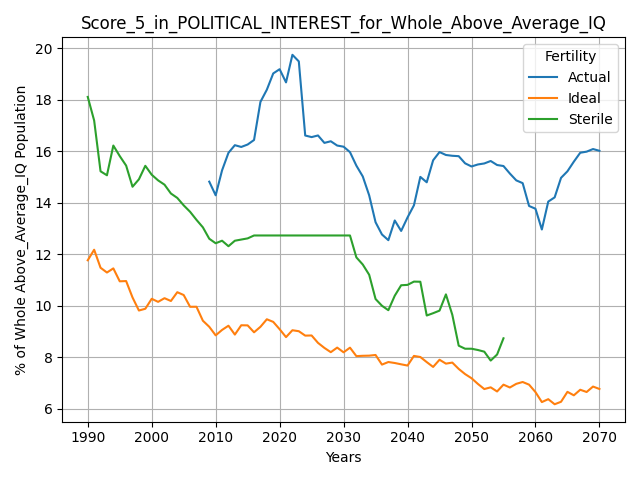 Score_5_in_POLITICAL_INTEREST_for_Whole_Above_Average_IQ
% of Whole Above_Average_IQ Population
20
18
16
14
12
10
8
6
Fertility
Actual
Ideal
Sterile
1990 2000 2010 2020 2030 2040 2050 2060 2070
Years